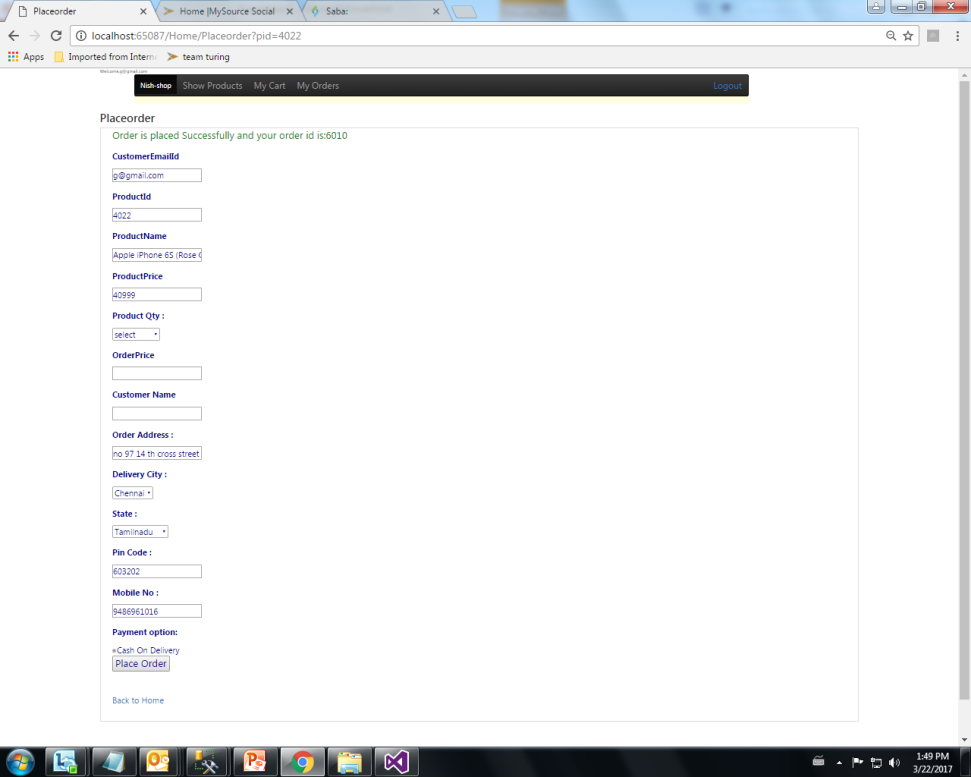 Placeorder
Home |MySource Social
Saba:
localhost:65087/Home/Placeorder?pid=4022
Apps
Imported from Intern
team turing
Welcome,g@gmail.com
Nish-shop Show Products My Cart My Orders Logout
Placeorder
Order is placed Successfully and your order id is:6010
CustomerEmailId
g@gmail.com
ProductId
4022
ProductName
Apple iPhone 6S (Rose G
ProductPrice
40999
Product Qty :
select
OrderPrice
Customer Name
Order Address :
no 97 14 th cross street
Delivery City :
Chennai
State :
Tamilnadu
Pin Code :
603202
Mobile No :
9486961016
Payment option:
Cash On Delivery
Place Order
Back to Home
1:49 PM
3/22/2017